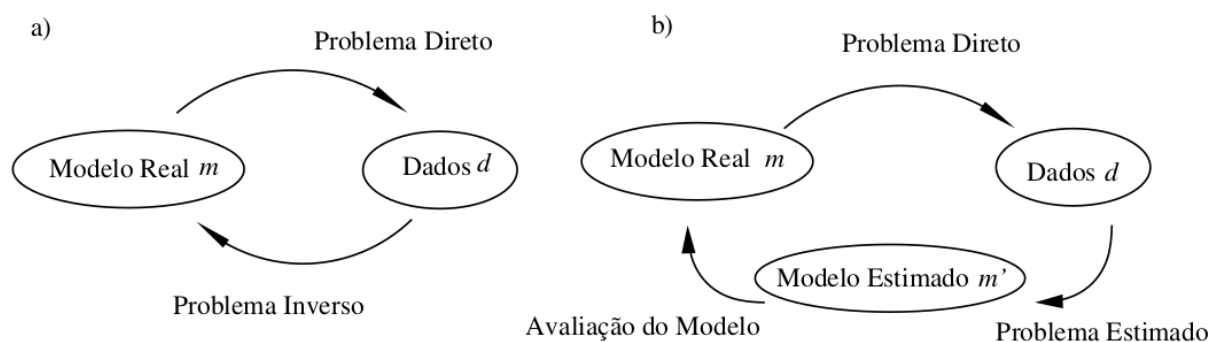 a)
Problema Direto
Modelo Real m
Dados d
Problema Inverso
b)
Problema Direto
Modelo Real m
Dados d
Modelo Estimado m’
Avaliação do Modelo
Problema Estimado